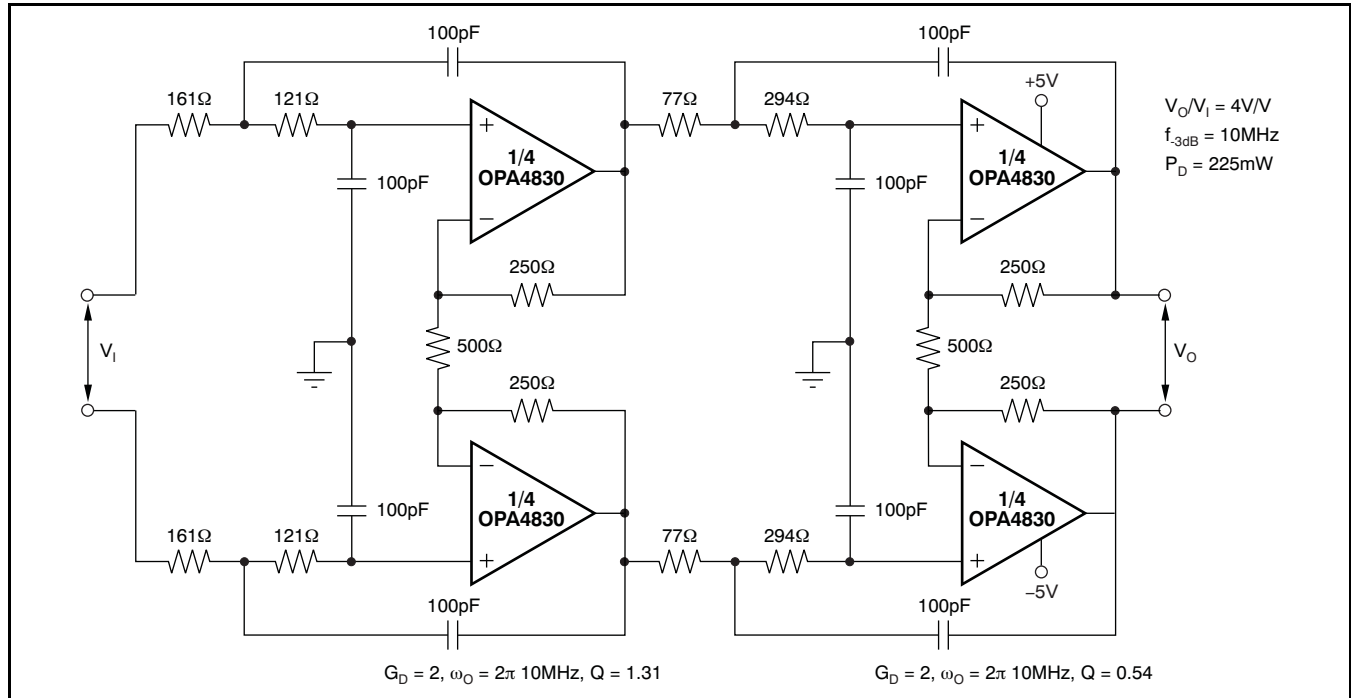 100pF
100pF
161Ω
121Ω
77Ω
294Ω
+5V
V_O/V_I = 4V/V
f_-3dB = 10MHz
P_D = 225mW
+
1/4
OPA4830
−
+
1/4
OPA4830
−
100pF
100pF
250Ω
250Ω
V_I
500Ω
500Ω
V_O
250Ω
250Ω
−
1/4
OPA4830
+
−
1/4
OPA4830
+
100pF
100pF
161Ω
121Ω
77Ω
294Ω
−5V
100pF
100pF
G_D = 2, ω_O = 2π 10MHz, Q = 1.31
G_D = 2, ω_O = 2π 10MHz, Q = 0.54